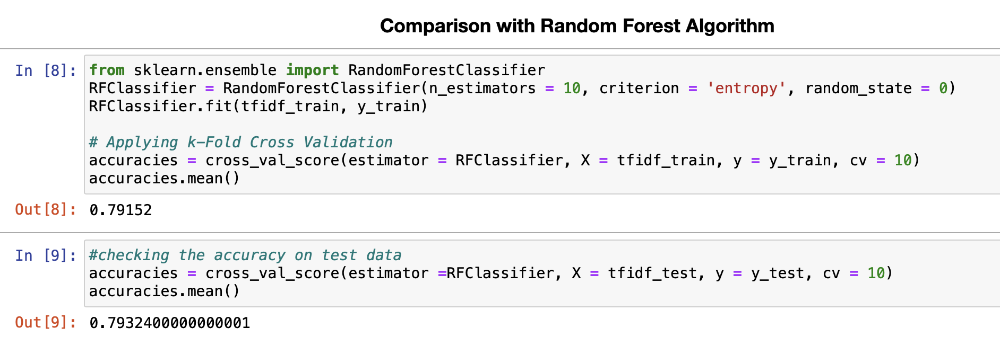 Comparison with Random Forest Algorithm
In [8]:
from sklearn.ensemble import RandomForestClassifier
RFClassifier = RandomForestClassifier(n_estimators = 10, criterion = 'entropy', random_state = 0)
RFClassifier.fit(tfidf_train, y_train)
# Applying k-Fold Cross Validation
accuracies = cross_val_score(estimator = RFClassifier, X = tfidf_train, y = y_train, cv = 10)
accuracies.mean()
Out[8]: 0.79152
In [9]:
#checking the accuracy on test data
accuracies = cross_val_score(estimator =RFClassifier, X = tfidf_test, y = y_test, cv = 10)
accuracies.mean()
Out[9]: 0.7932400000000001